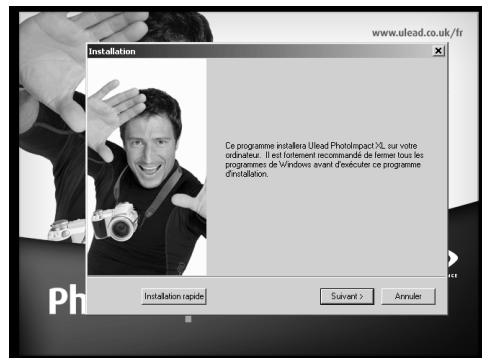 www.ulead.co.uk/fr
Installation
Ce programme installera Ulead PhotoImpact XL sur votre
ordinateur. Il est fortement recommandé de fermer tous les
programmes de Windows avant d'exécuter ce programme
d'installation.
Ph
Installation rapide
Suivant >
Annuler